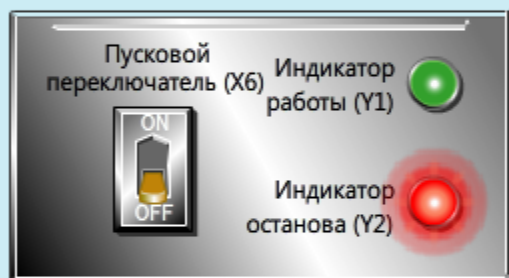 Пусковой
переключатель (X6)
Индикатор
работы (Y1)
ON
OFF
Индикатор
останова (Y2)